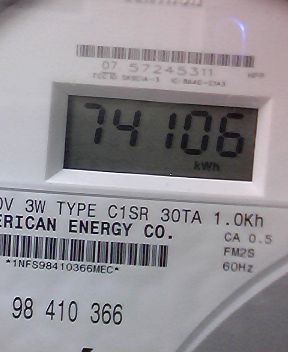 07 57245311
74106
kWh
0V 3W TYPE C1SR 30TA 1.0Kh
ERICAN ENERGY CO.
CA 0.5
FM2S
*1NFS98410366MEC*
60Hz
98 410 366